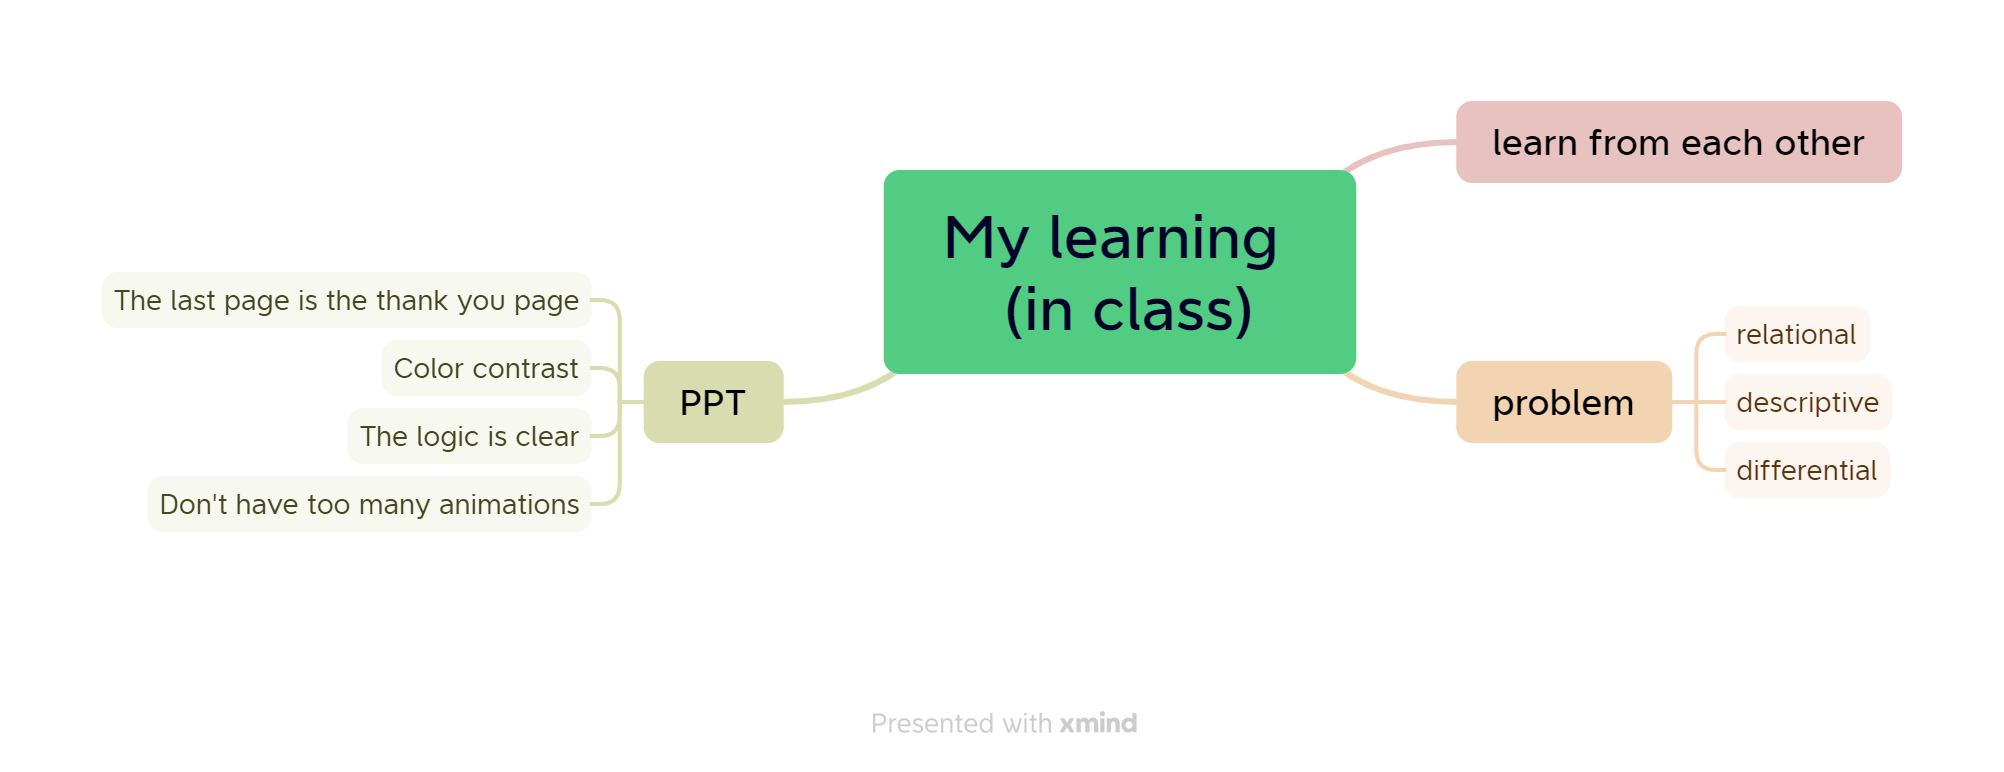 My learning
(in class)
learn from each other
problem
relational
descriptive
differential
PPT
The last page is the thank you page
Color contrast
The logic is clear
Don't have too many animations
Presented with xmind